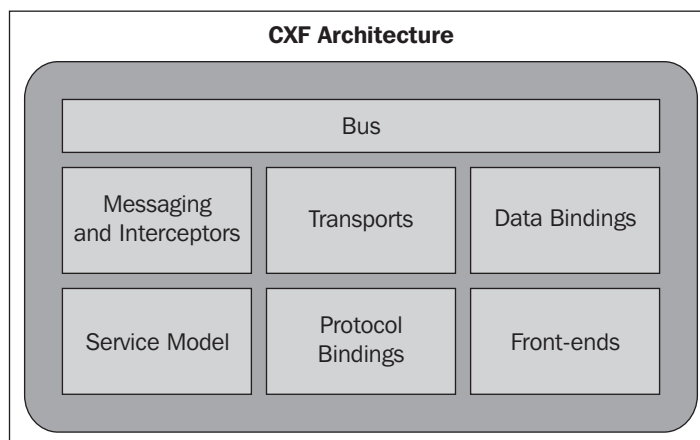 CXF Architecture
Bus
Messaging
and Interceptors
Transports
Data Bindings
Service Model
Protocol
Bindings
Front-ends